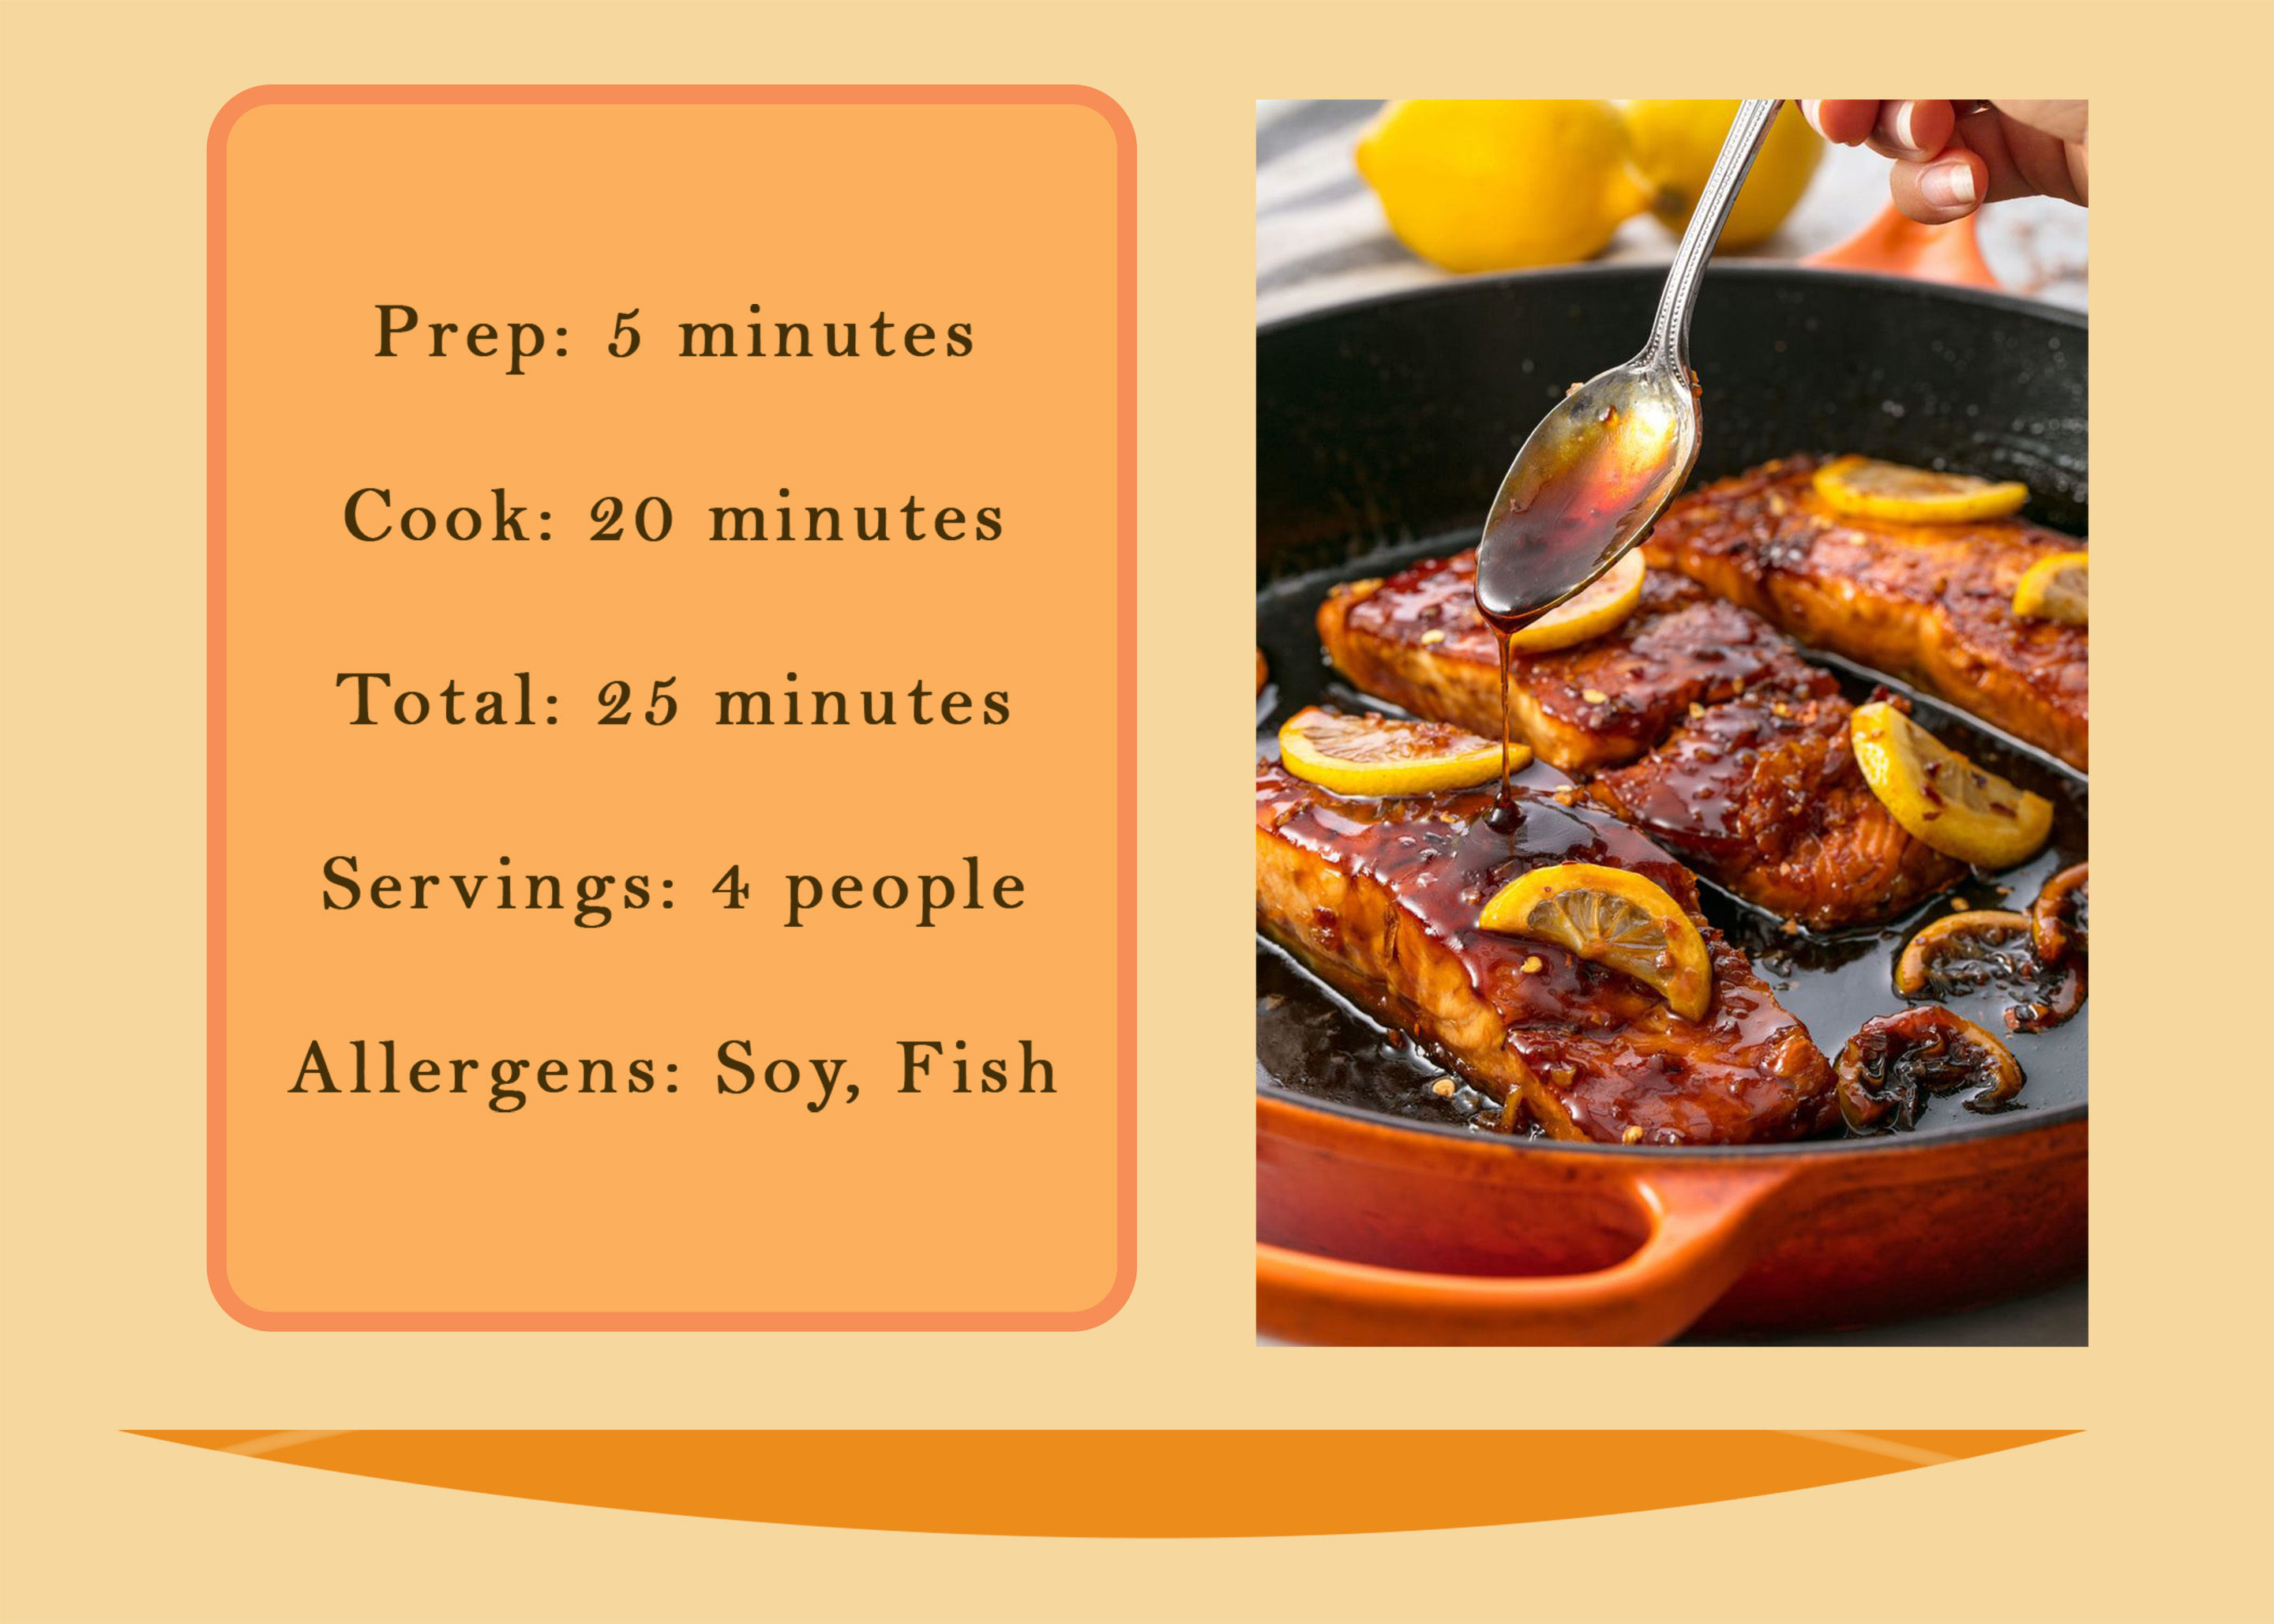 Prep: 5 minutes
Cook: 20 minutes
Total: 25 minutes
Servings: 4 people
Allergens: Soy, Fish